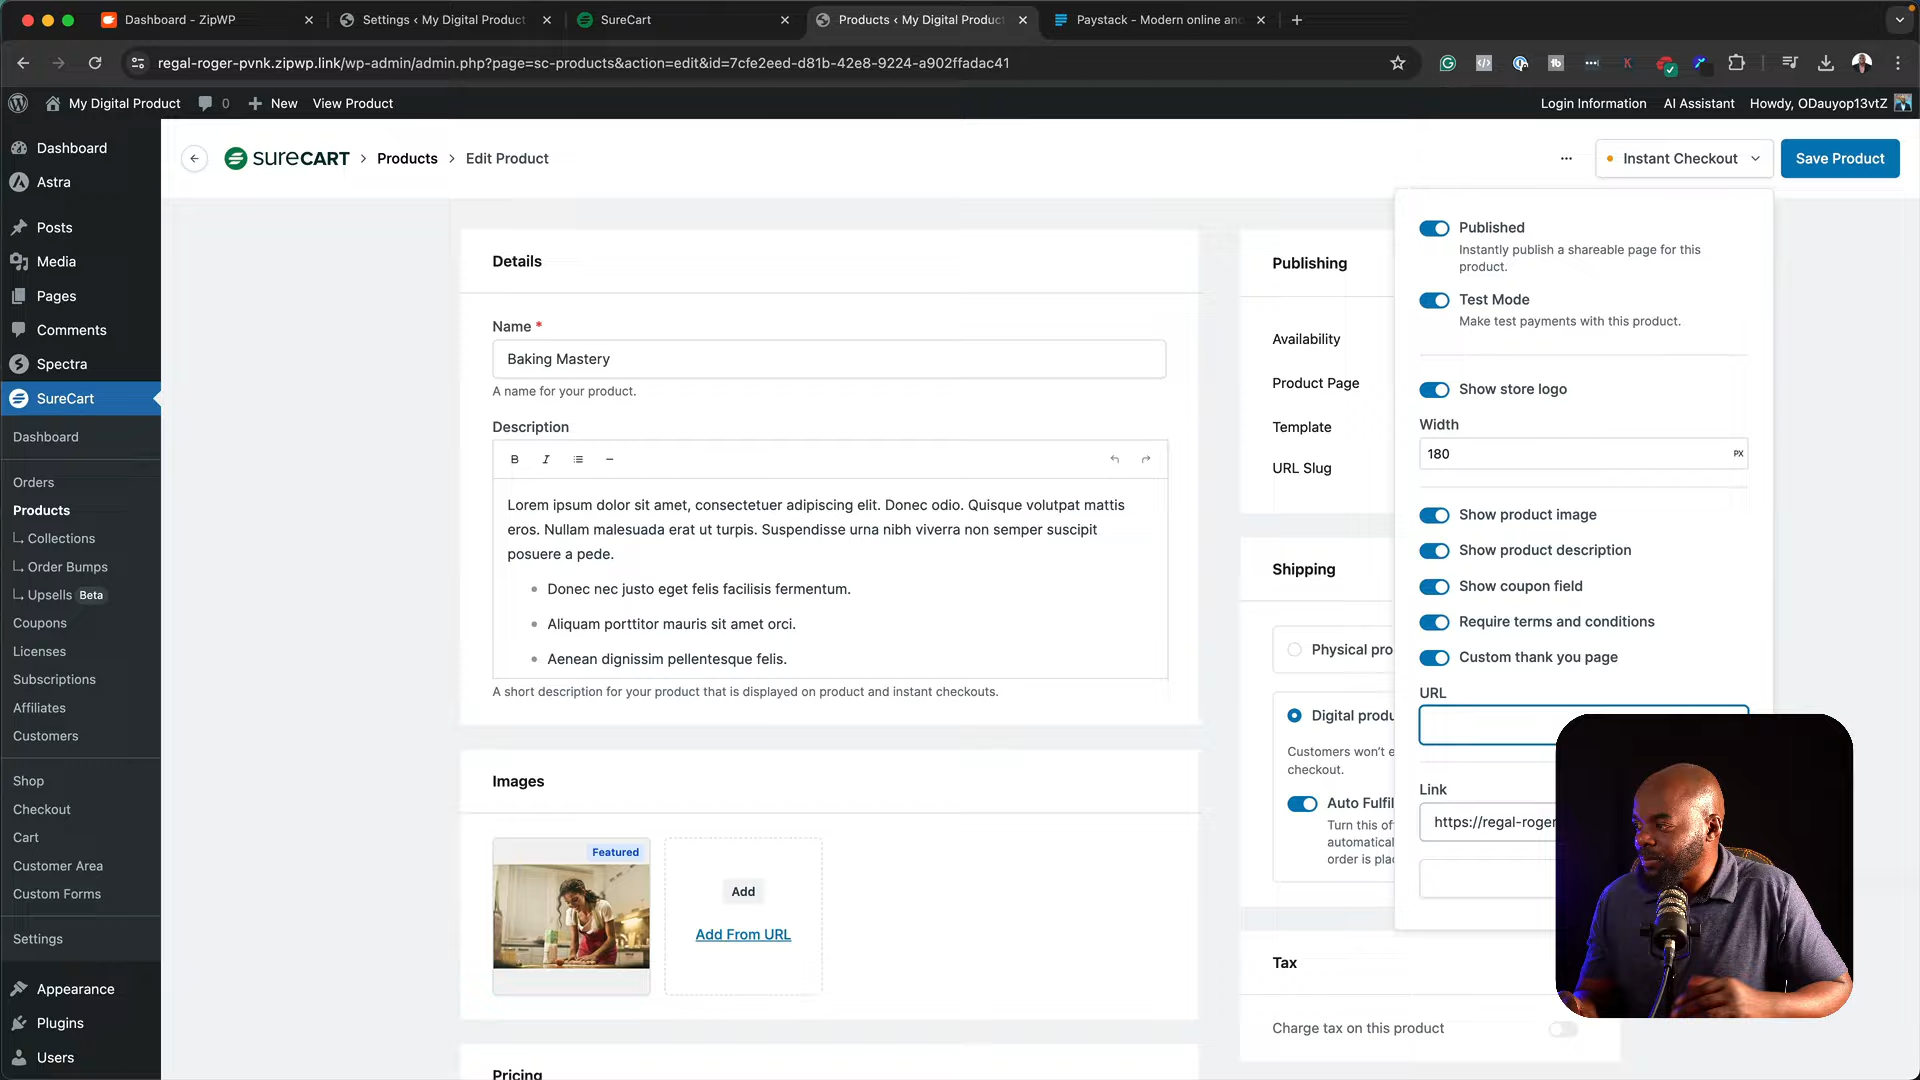 Dashboard - ZipWP
Settings ‹ My Digital Product
SureCart
Products ‹ My Digital Produc
Paystack - Modern online and
regal-roger-pvnk.zipwp.link/wp-admin/admin.php?page=sc-products&action=edit&id=7cfe2eed-d81b-42e8-9224-a902ffadac41
My Digital Product
0
New
View Product
Login Information
AI Assistant
Howdy, ODauyop13vtZ
Dashboard
Astra
Posts
Media
Pages
Comments
Spectra
SureCart
Dashboard
Orders
Products
Collections
Order Bumps
Upsells Beta
Coupons
Licenses
Subscriptions
Affiliates
Customers
Shop
Checkout
Cart
Customer Area
Custom Forms
Settings
Appearance
Plugins
Users
SURECART
Products
Edit Product
Instant Checkout
Save Product
Details
Name *
Baking Mastery
A name for your product.
Description
B I
Lorem ipsum dolor sit amet, consectetuer adipiscing elit. Donec odio. Quisque volutpat mattis
eros. Nullam malesuada erat ut turpis. Suspendisse urna nibh viverra non semper suscipit
posuere a pede.
Donec nec justo eget felis facilisis fermentum.
Aliquam porttitor mauris sit amet orci.
Aenean dignissim pellentesque felis.
A short description for your product that is displayed on product and instant checkouts.
Images
Featured
Add
Add From URL
Pricing
Publishing
Availability
Product Page
Template
URL Slug
Shipping
Physical pro
Digital produ
Customers won't e
checkout.
Auto Fulfil
Turn this of
automatical
order is plac
Tax
Charge tax on this product
Published
Instantly publish a shareable page for this
product.
Test Mode
Make test payments with this product.
Show store logo
Width
180
PX
Show product image
Show product description
Show coupon field
Require terms and conditions
Custom thank you page
URL
Link
https://regal-roger